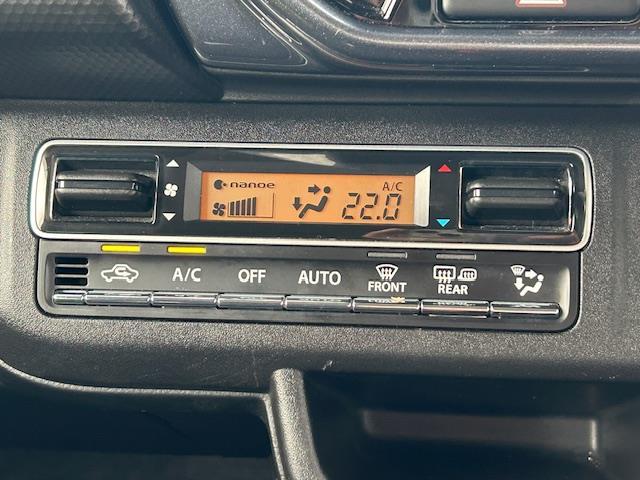 nanoe
A/C
22.0
A/C
OFF
AUTO
FRONT
REAR